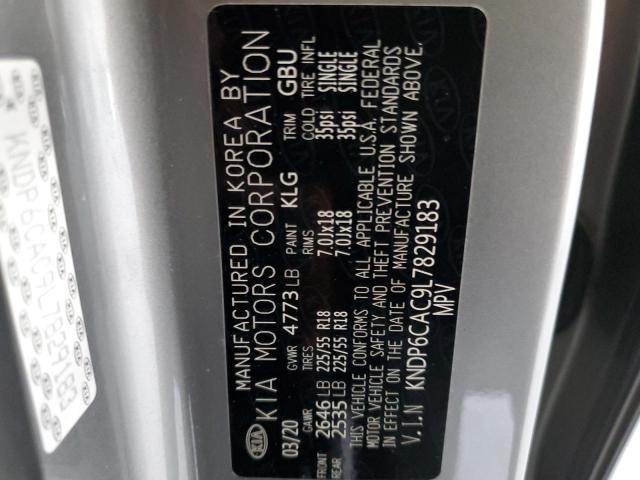 MANUFACTURED IN KOREA BY
KIA KIA MOTORS CORPORATION
03/20 GVWR 4773 LB PAINT KLG TRIM GBU
GAWR TIRES RIMS COLD TIRE INFL
FRONT 2646 LB 225/55 R18 7.0Jx18 35psi SINGLE
REAR 2535 LB 225/55 R18 7.0Jx18 35psi SINGLE
THIS VEHICLE CONFORMS TO ALL APPLICABLE U.S.A. FEDERAL
MOTOR VEHICLE SAFETY AND THEFT PREVENTION STANDARDS
IN EFFECT ON THE DATE OF MANUFACTURE SHOWN ABOVE.
V.I.N KNDP6CAC9L7829183
MPV
KNDP6CAC9L7829183